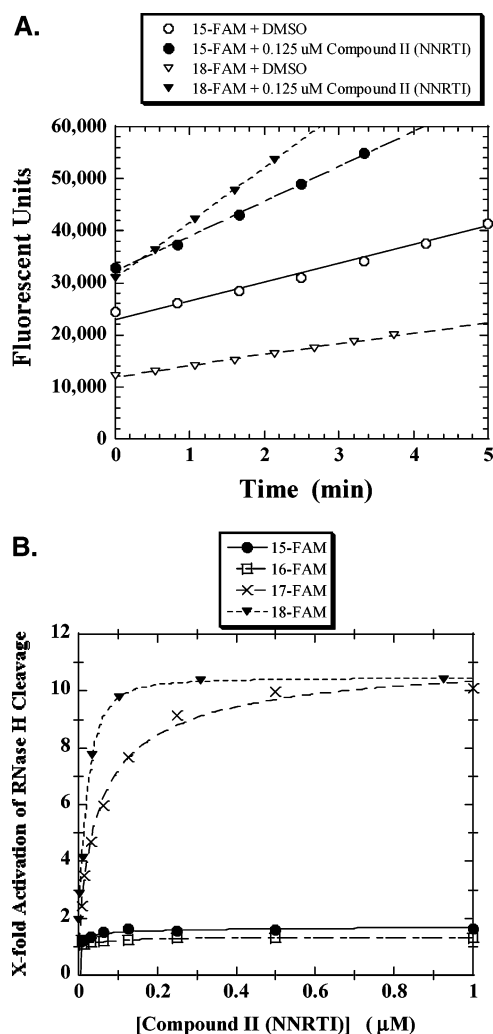 A.
15-FAM + DMSO
15-FAM + 0.125 uM Compound II (NNRTI)
18-FAM + DMSO
18-FAM + 0.125 uM Compound II (NNRTI)
60,000
50,000
40,000
30,000
20,000
10,000
0
Fluorescent Units
0 1 2 3 4 5
Time (min)
B.
15-FAM
16-FAM
17-FAM
18-FAM
12
10
8
6
4
2
0
X-fold Activation of RNase H Cleavage
0 0.2 0.4 0.6 0.8 1
[Compound II (NNRTI)] (μM)